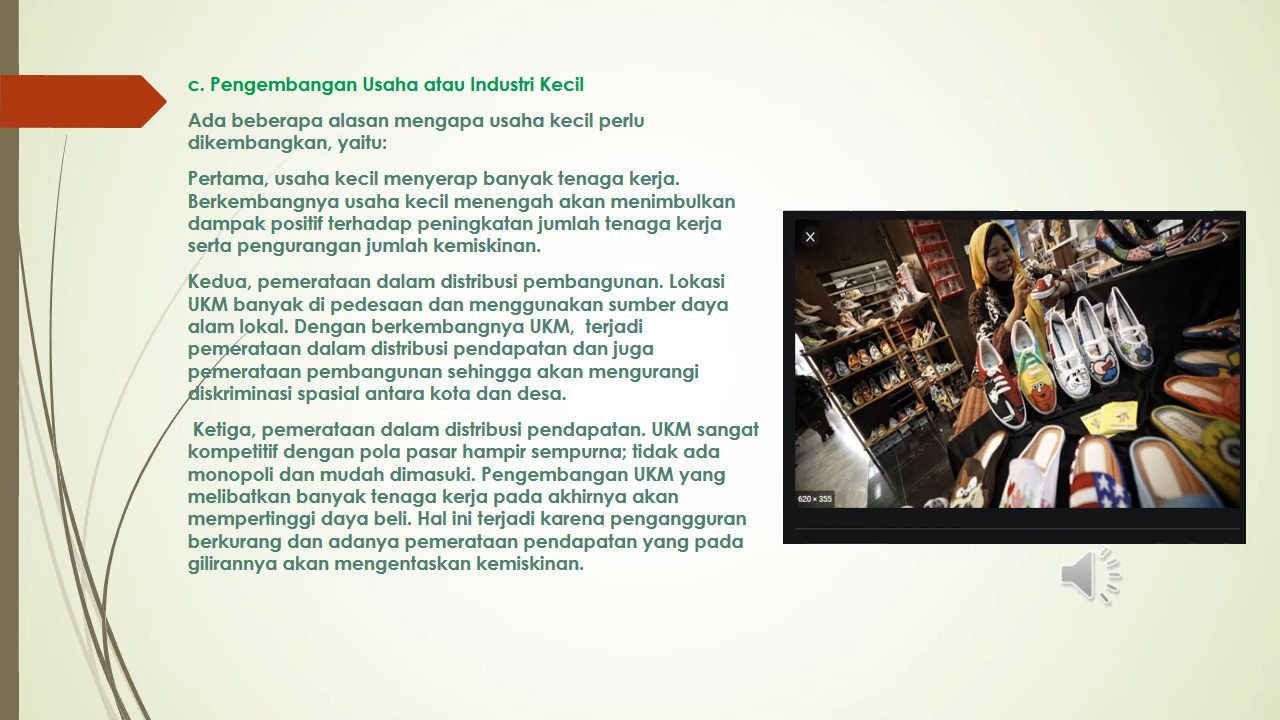 c. Pengembangan Usaha atau Industri Kecil
Ada beberapa alasan mengapa usaha kecil perlu
dikembangkan, yaitu:
Pertama, usaha kecil menyerap banyak tenaga kerja.
Berkembangnya usaha kecil menengah akan menimbulkan
dampak positif terhadap peningkatan jumlah tenaga kerja
serta pengurangan jumlah kemiskinan.
Kedua, pemerataan dalam distribusi pembangunan. Lokasi
UKM banyak di pedesaan dan menggunakan sumber daya
alam lokal. Dengan berkembangnya UKM,  terjadi
pemerataan dalam distribusi pendapatan dan juga
pemerataan pembangunan sehingga akan mengurangi
diskriminasi spasial antara kota dan desa.
Ketiga, pemerataan dalam distribusi pendapatan. UKM sangat
kompetitif dengan pola pasar hampir sempurna; tidak ada
monopoli dan mudah dimasuki. Pengembangan UKM yang
melibatkan banyak tenaga kerja pada akhirnya akan
mempertinggi daya beli. Hal ini terjadi karena pengangguran
berkurang dan adanya pemerataan pendapatan yang pada
gilirannya akan mengentaskan kemiskinan.
620 × 355